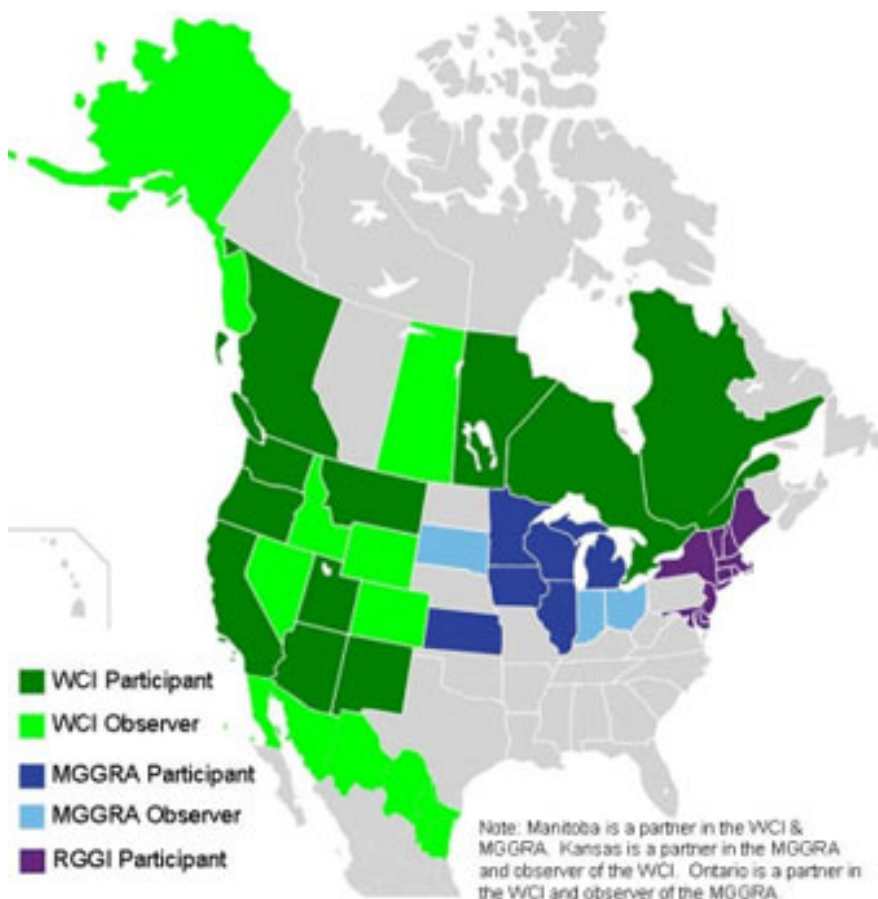 WCI Participant
WCI Observer
MGGRA Participant
MGGRA Observer
RGGI Participant
Note: Manitoba is a partner in the WCI &
MGGRA. Kansas is a partner in the MGGRA
and observer of the WCI. Ontario is a partner in
the WCI and observer of the MGGRA.